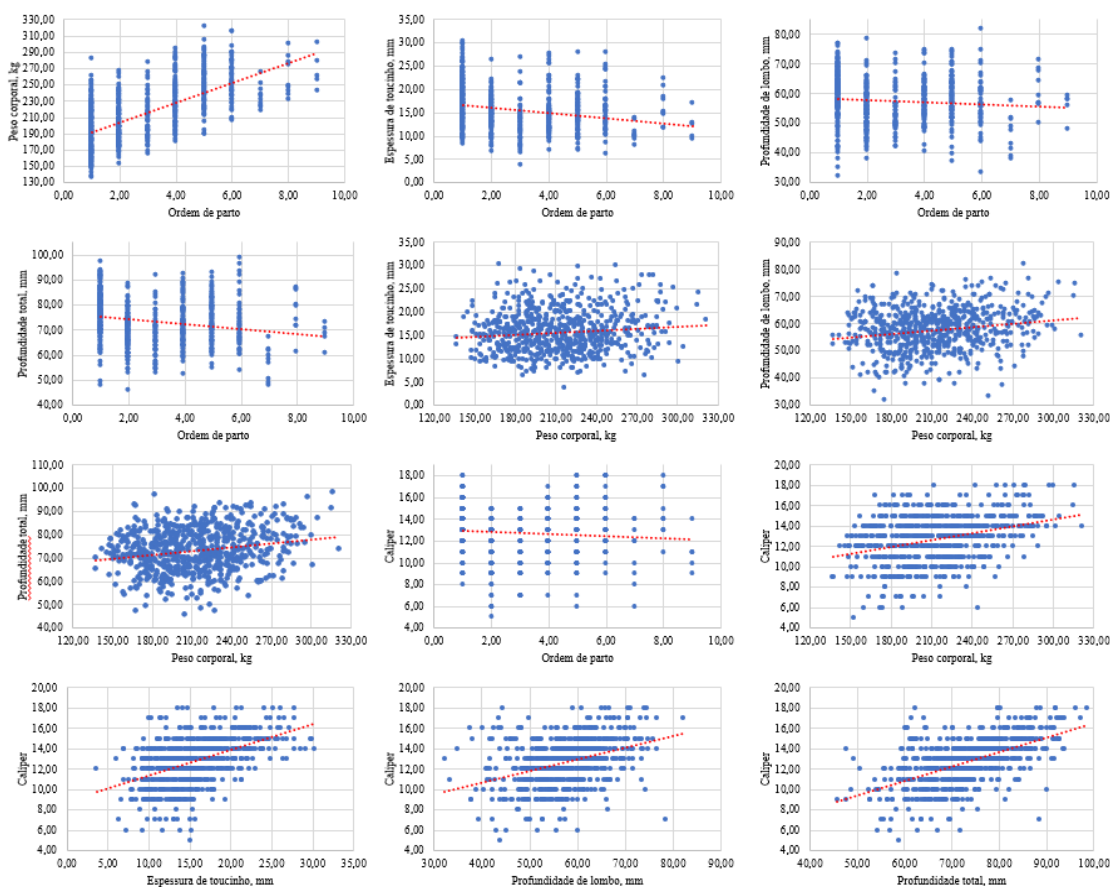 Peso corporal, kg
330,00
310,00
290,00
270,00
250,00
230,00
210,00
190,00
170,00
150,00
130,00
0,00 2,00 4,00 6,00 8,00 10,00
Ordem de parto
Espessura de toucinho, mm
35,00
30,00
25,00
20,00
15,00
10,00
5,00
0,00
0,00 2,00 4,00 6,00 8,00 10,00
Ordem de parto
Profundidade de lombo, mm
80,00
70,00
60,00
50,00
40,00
30,00
0,00 2,00 4,00 6,00 8,00 10,00
Ordem de parto
Profundidade total, mm
100,00
90,00
80,00
70,00
60,00
50,00
40,00
0,00 2,00 4,00 6,00 8,00 10,00
Ordem de parto
Espessura de toucinho, mm
35,00
30,00
25,00
20,00
15,00
10,00
5,00
0,00
120,00 150,00 180,00 210,00 240,00 270,00 300,00 330,00
Peso corporal, kg
Profundidade de lombo, mm
90,00
80,00
70,00
60,00
50,00
40,00
30,00
120,00 150,00 180,00 210,00 240,00 270,00 300,00 330,00
Peso corporal, kg
Profundidade total, mm
110,00
100,00
90,00
80,00
70,00
60,00
50,00
40,00
120,00 150,00 180,00 210,00 240,00 270,00 300,00 330,00
Peso corporal, kg
Caliper
18,00
16,00
14,00
12,00
10,00
8,00
6,00
4,00
0,00 2,00 4,00 6,00 8,00 10,00
Ordem de parto
Caliper
20,00
18,00
16,00
14,00
12,00
10,00
8,00
6,00
4,00
120,00 150,00 180,00 210,00 240,00 270,00 300,00 330,00
Peso corporal, kg
Caliper
20,00
18,00
16,00
14,00
12,00
10,00
8,00
6,00
4,00
0,00 10,00 20,00 30,00 35,00
Espessura de toucinho, mm
Caliper
20,00
18,00
16,00
14,00
12,00
10,00
8,00
6,00
4,00
30,00 40,00 50,00 60,00 70,00 80,00 90,00
Profundidade de lombo, mm
Caliper
20,00
18,00
16,00
14,00
12,00
10,00
8,00
6,00
4,00
40,00 50,00 60,00 70,00 80,00 90,00 100,00
Profundidade total, mm